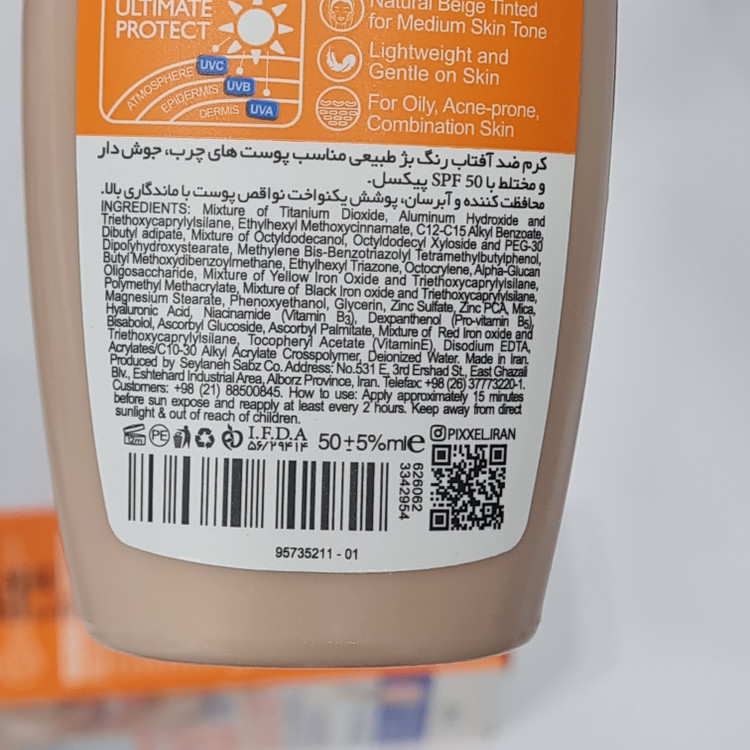 ULTIMATE
PROTECT
ATMOSPHERE UVC
EPIDERMIS UVB
DERMIS UVA
Natural Beige Tinted
for Medium Skin Tone
Lightweight and
Gentle on Skin
For Oily, Acne-prone,
Combination Skin
کرم ضد آفتاب رنگ بژ طبیعی مناسب پوست های چرب، جوش دار
و مختلط با SPF 50 پیکسل.
محافظت کننده و آبرسان، پوشش یکنواخت نواقص پوست با ماندگاری بالا.
INGREDIENTS: Mixture of Titanium Dioxide, Aluminum Hydroxide and
Triethoxycaprylylsilane, Ethylhexyl Methoxycinnamate, C12-C15 Alkyl Benzoate,
Dibutyl adipate, Mixture of Octyldodecanol, Octyldodecyl Xyloside and PEG-30
Dipolyhydroxystearate, Methylene Bis-Benzotriazolyl Tetramethylbutylphenol,
Butyl Methoxydibenzoylmethane, Ethylhexyl Triazone, Octocrylene, Alpha-Glucan
Oligosaccharide, Mixture of Yellow Iron Oxide and Triethoxycaprylylsilane,
Polymethyl Methacrylate, Mixture of Black Iron oxide and Triethoxycaprylylsilane,
Magnesium Stearate, Phenoxyethanol, Glycerin, Zinc Sulfate, Zinc PCA, Mica,
Hyaluronic Acid, Niacinamide (Vitamin B3), Dexpanthenol (Pro-vitamin B5),
Bisabolol, Ascorbyl Glucoside, Ascorbyl Palmitate, Mixture of Red Iron oxide and
Triethoxycaprylylsilane, Tocopheryl Acetate (VitaminE), Disodium EDTA,
Acrylates/C10-30 Alkyl Acrylate Crosspolymer, Deionized Water. Made in Iran.
Produced by Seylaneh Sabz Co. Address: No.531 E, 3rd Ershad St., East Ghazali
Blv., Eshtehard Industrial Area, Alborz Province, Iran. Telefax: +98 (26) 37773220-1.
Customers: +98 (21) 88500845. How to use: Apply approximately 15 minutes
before sun expose and reapply at least every 2 hours. Keep away from direct
sunlight & out of reach of children.
PE I.F.D.A 50±5%ml℮ PIXXEL.IRAN
۵۶/۲۹۴۱۴
626062
3342954
95735211 - 01